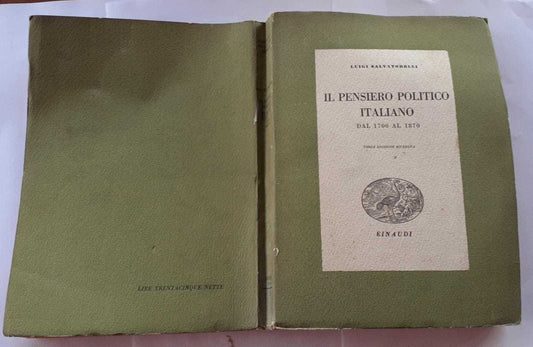 LUIGI SALVATORELLI
IL PENSIERO POLITICO
ITALIANO
DAL 1700 AL 1870
TERZA EDIZIONE RIVEDUTA
EINAUDI
LIRE TRENTACINQUE NETTE